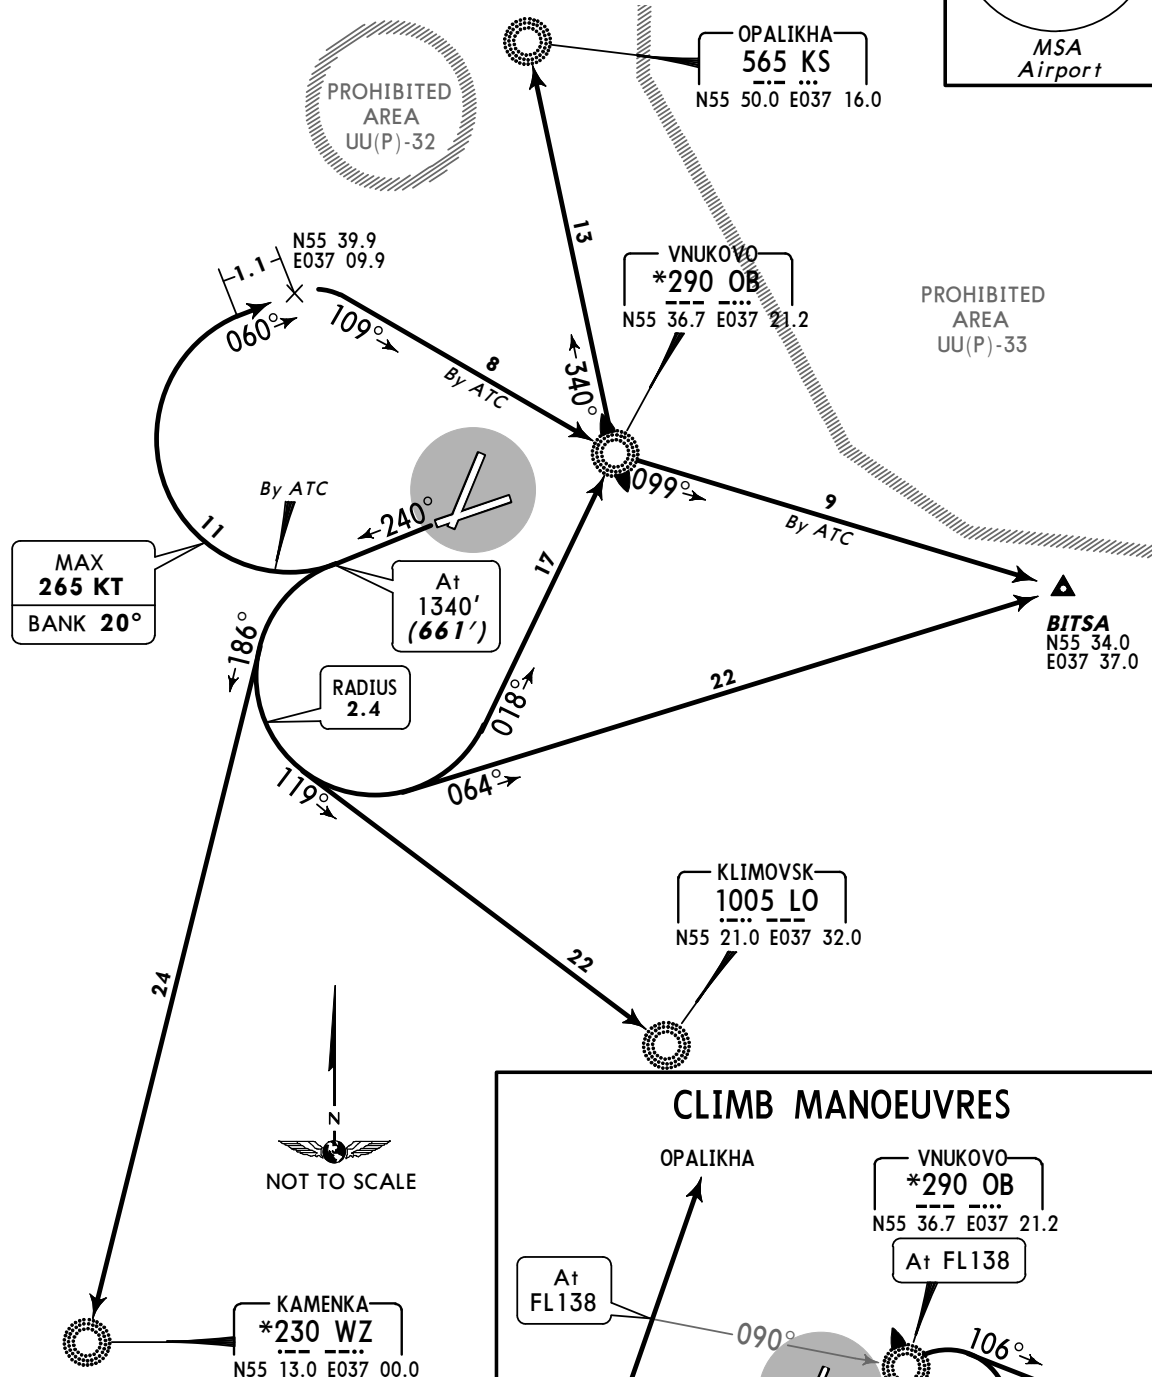 MSA
Airport
OPALIKHA
565 KS
N55 50.0 E037 16.0
PROHIBITED
AREA
UU(P)-32
13
N55 39.9
E037 09.9
1.1
VNUKOVO
*290 OB
N55 36.7 E037 21.2
PROHIBITED
AREA
UU(P)-33
060°
109°
8
By ATC
340°
099°
9
By ATC
By ATC
240°
11
MAX
265 KT
BANK 20°
At
1340'
(661')
17
BITSA
N55 34.0
E037 37.0
186°
RADIUS
2.4
018°
22
119°
064°
KLIMOVSK
1005 LO
N55 21.0 E037 32.0
22
24
N
NOT TO SCALE
CLIMB MANOEUVRES
OPALIKHA
VNUKOVO
*290 OB
N55 36.7 E037 21.2
At FL138
At
FL138
090°
106°
KAMENKA
*230 WZ
N55 13.0 E037 00.0